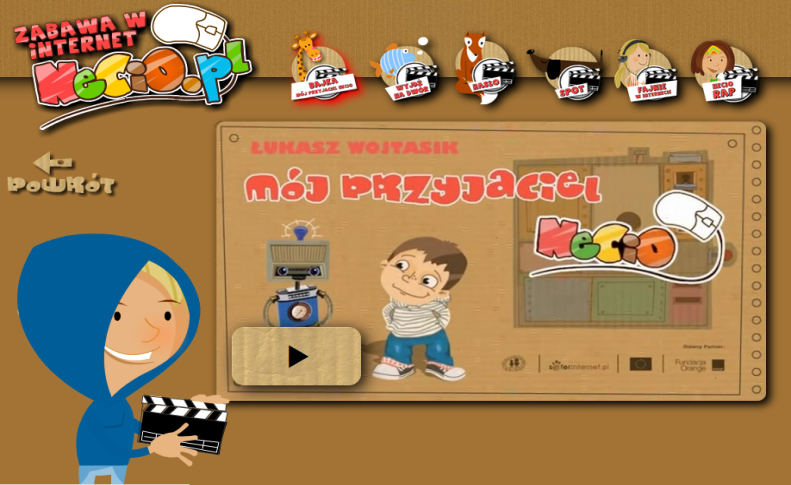 ZABAWA W
iNTERNET
NeCiO.PL
BAJKA
MÓJ PRZYJACIEL NECIO
WYJDŹ
NA DWÓR
HASŁO
SPOT
FAJNIE
W INTERNECIE
NECIO
RAP
POWRÓT
ŁUKASZ WOJTASIK
MÓJ PRZYJACIEL
NeCiO
Główny Partner:
saferinternet.pl
Fundacja
Orange